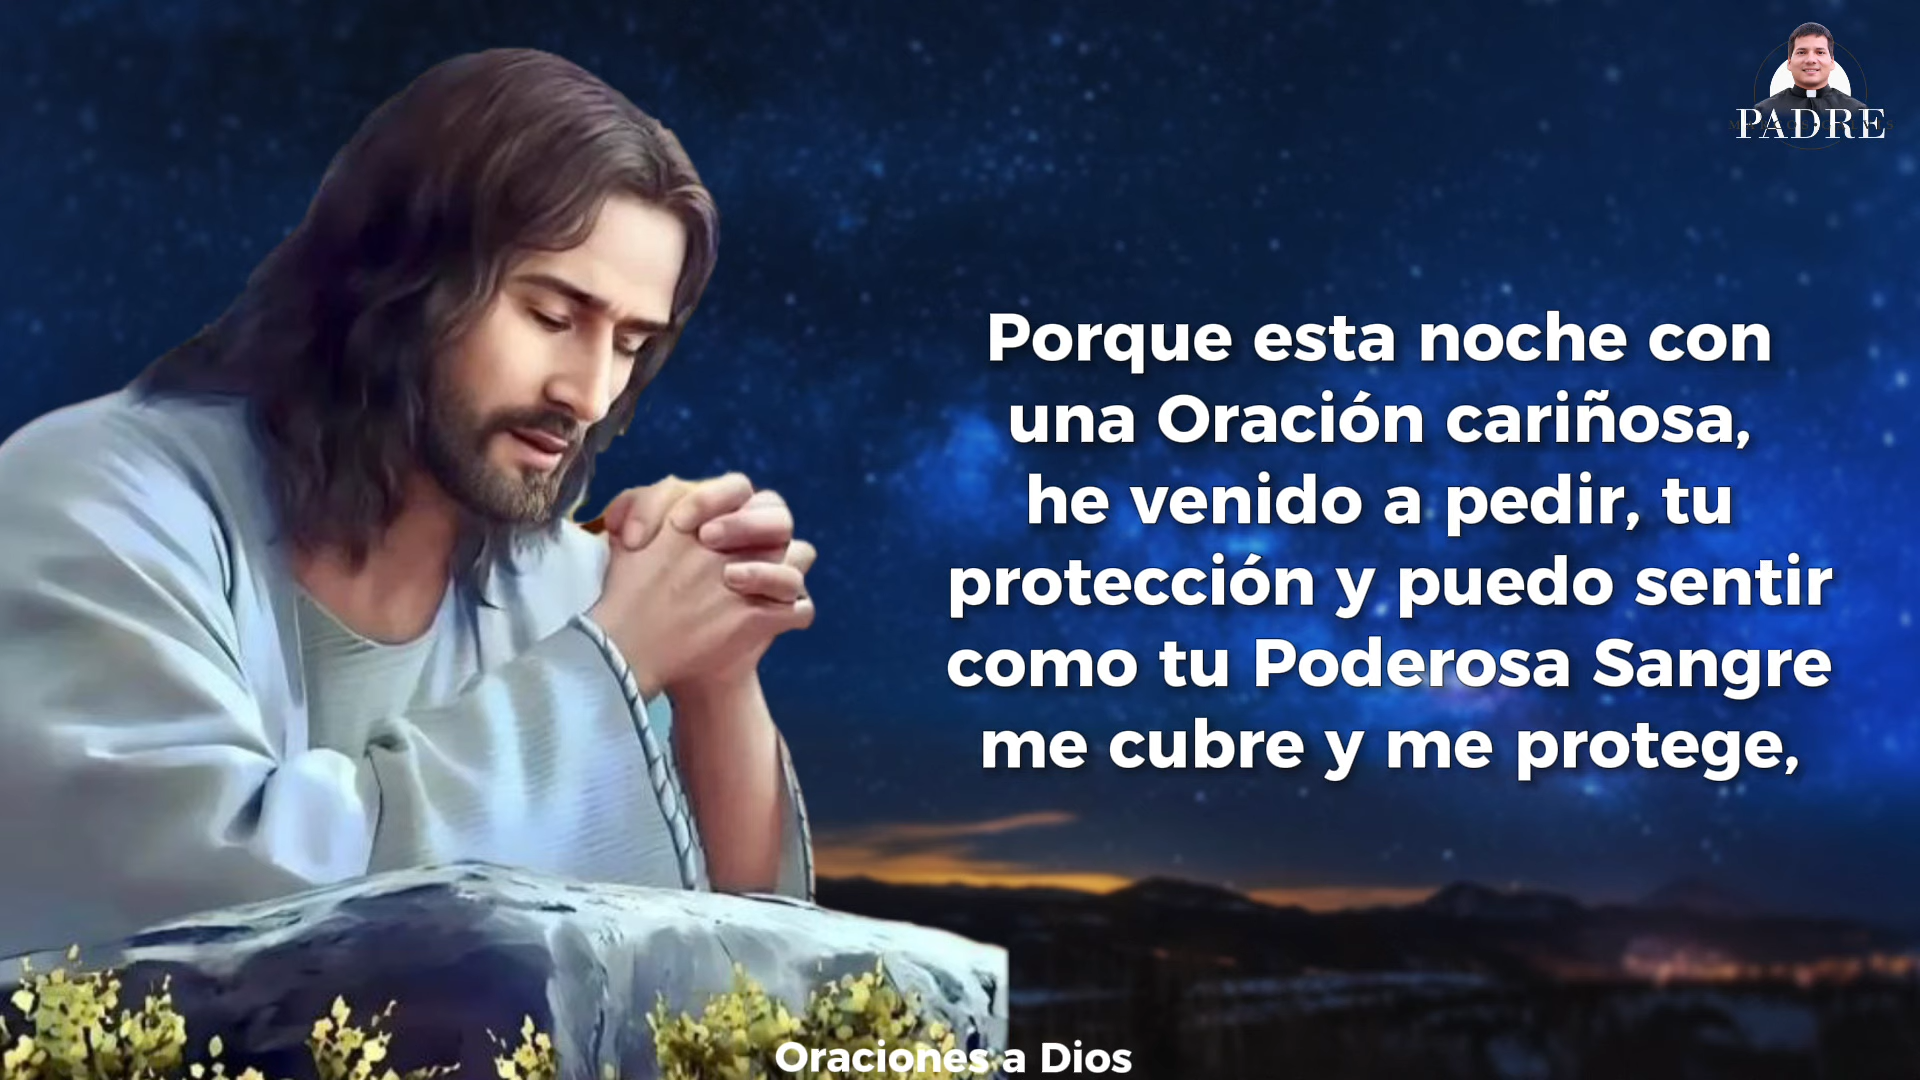 PADRE
Porque esta noche con
una Oración cariñosa,
he venido a pedir, tu
protección y puedo sentir
como tu Poderosa Sangre
me cubre y me protege,
Oraciones a Dios